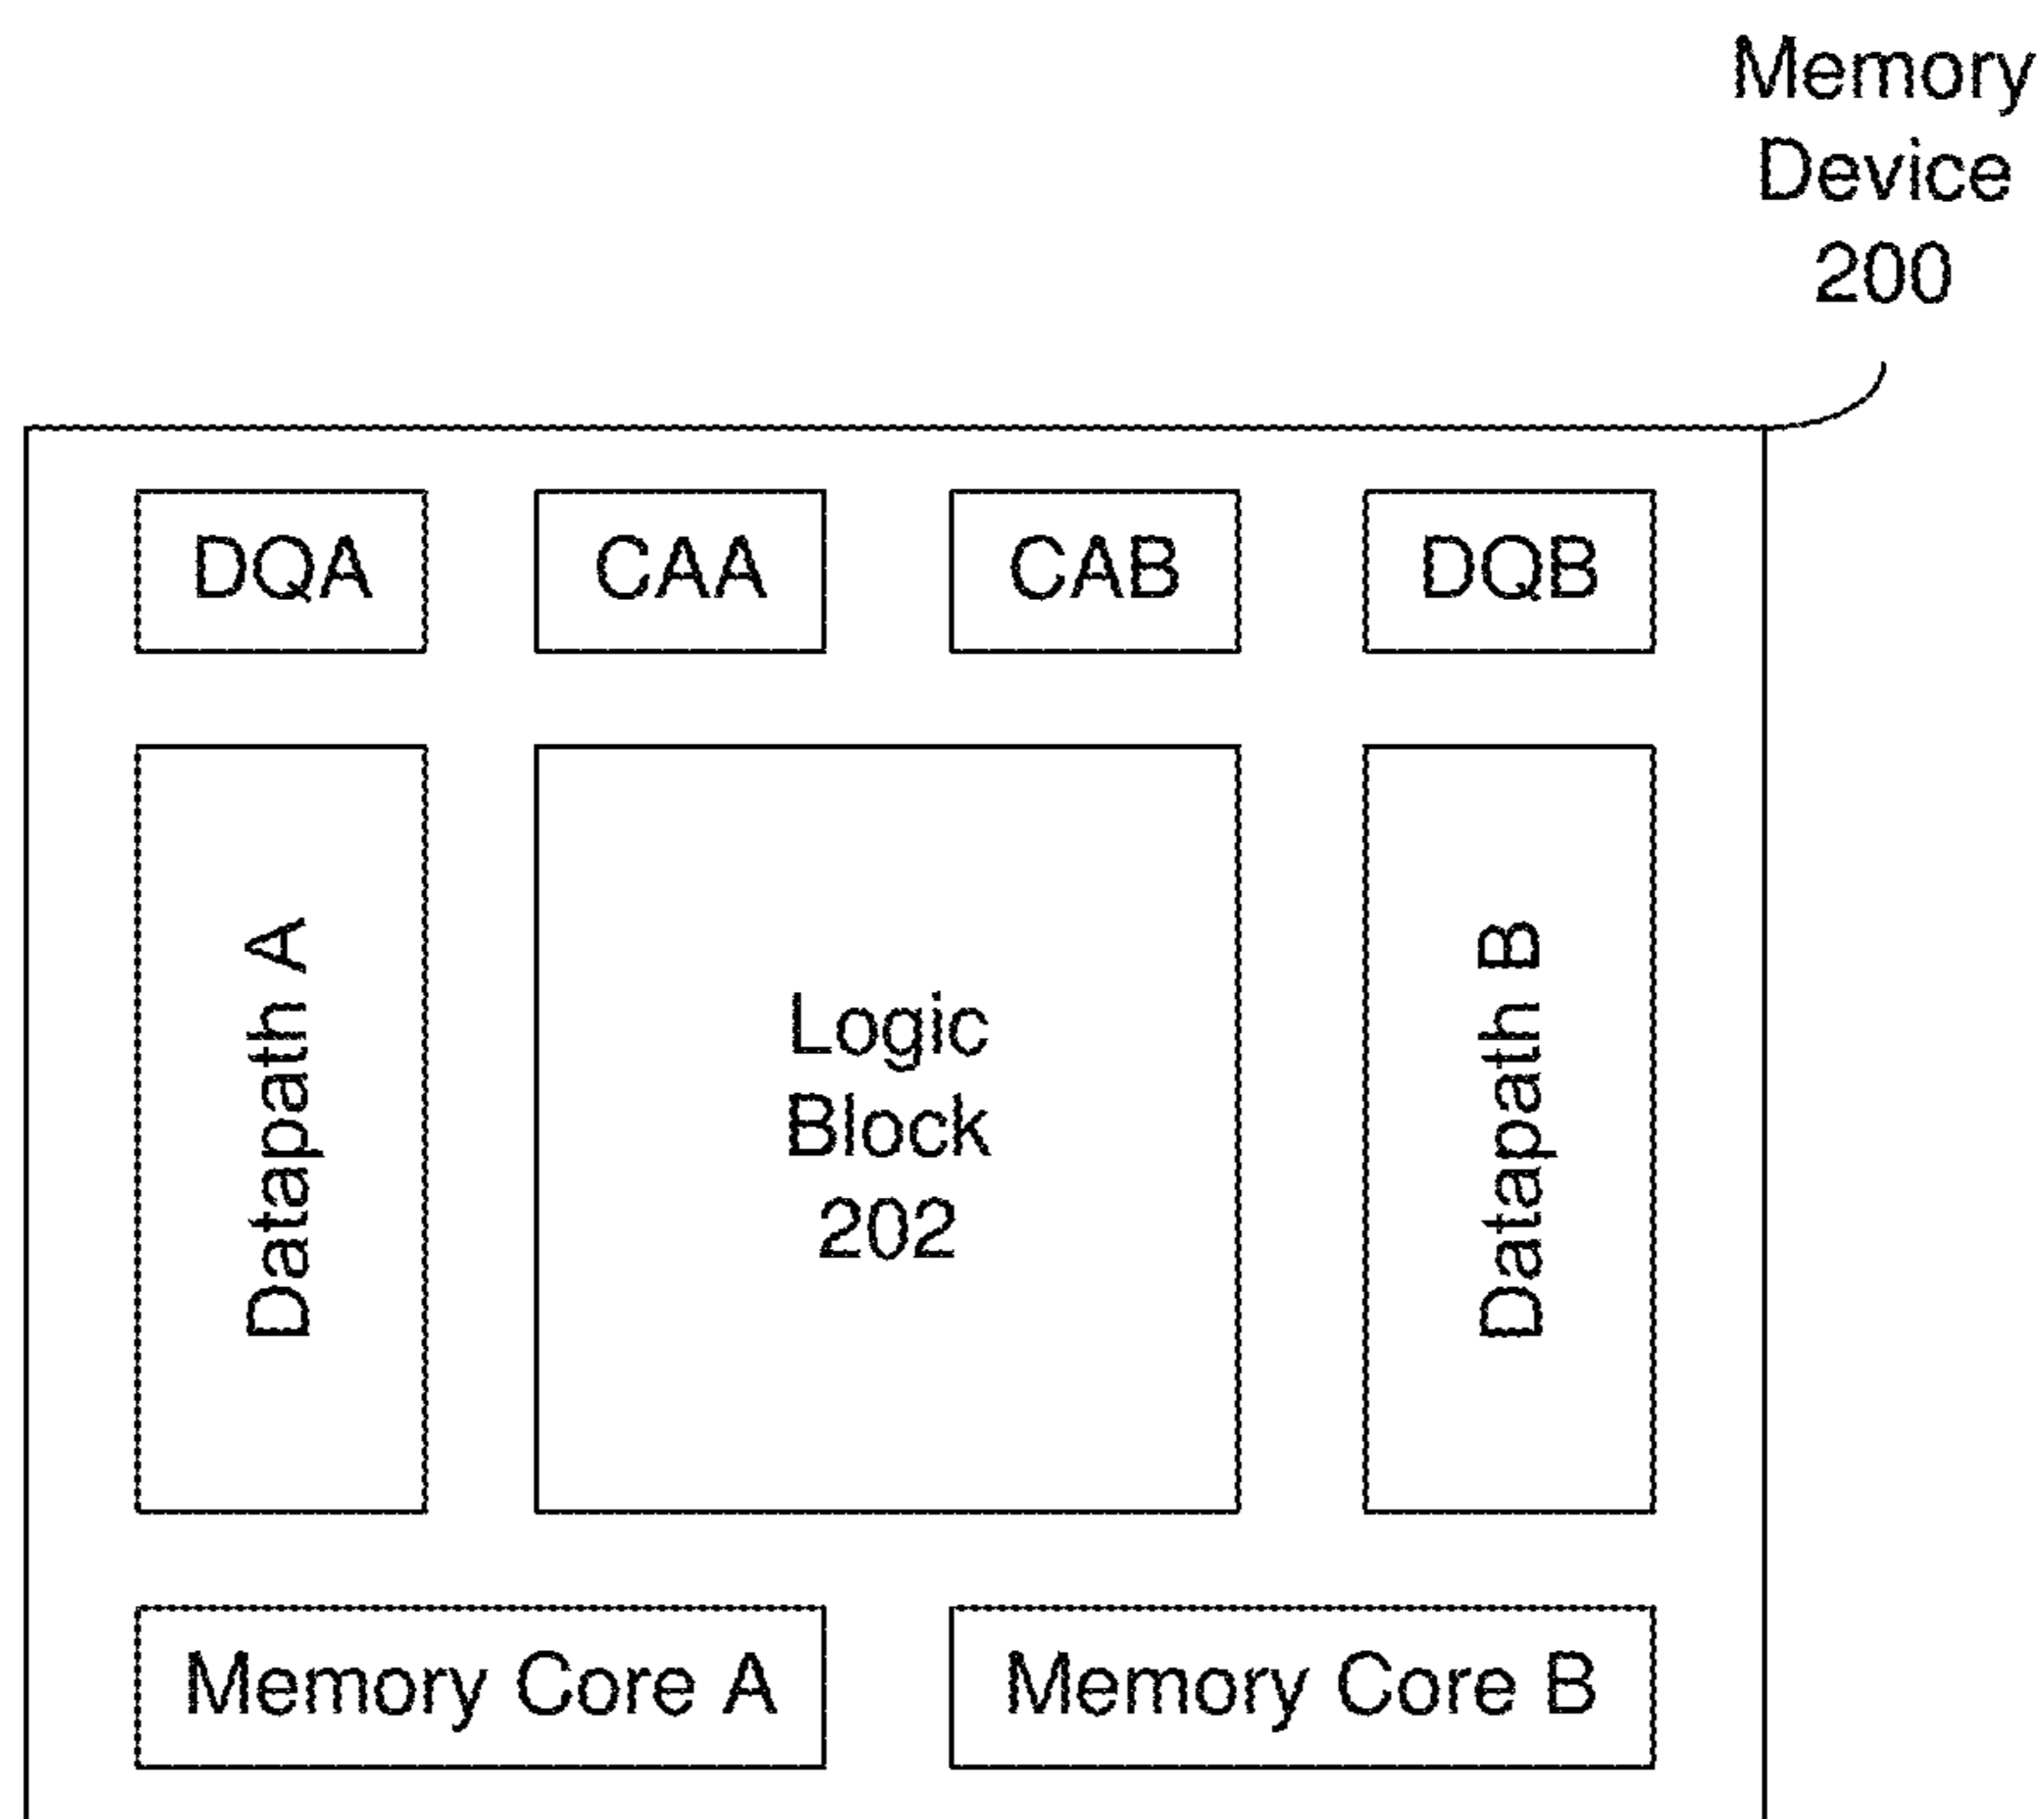 Memory
Device
200
DQA
CAA
CAB
DQB
Datapath A
Logic
Block
202
Datapath B
Memory Core A
Memory Core B